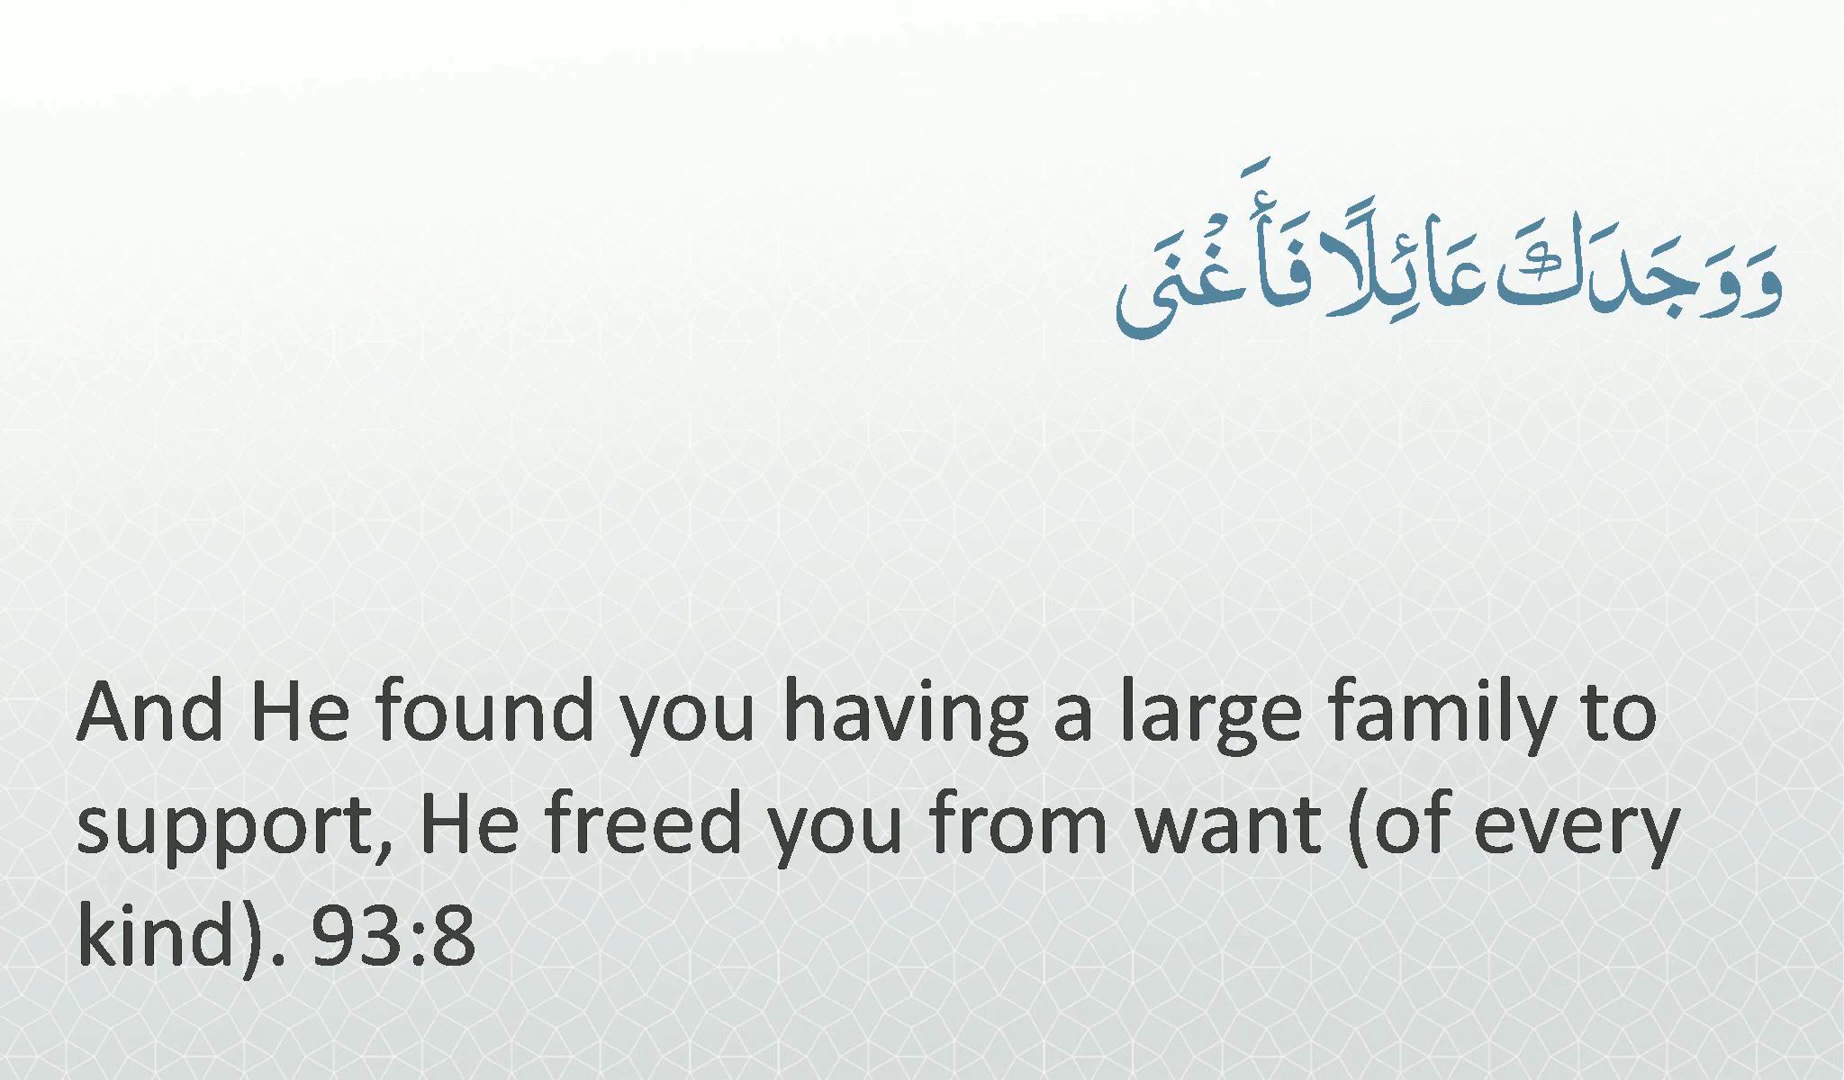 وَوَجَدَكَ عَائِلًا فَأَغْنَى
And He found you having a large family to
support, He freed you from want (of every
kind). 93:8